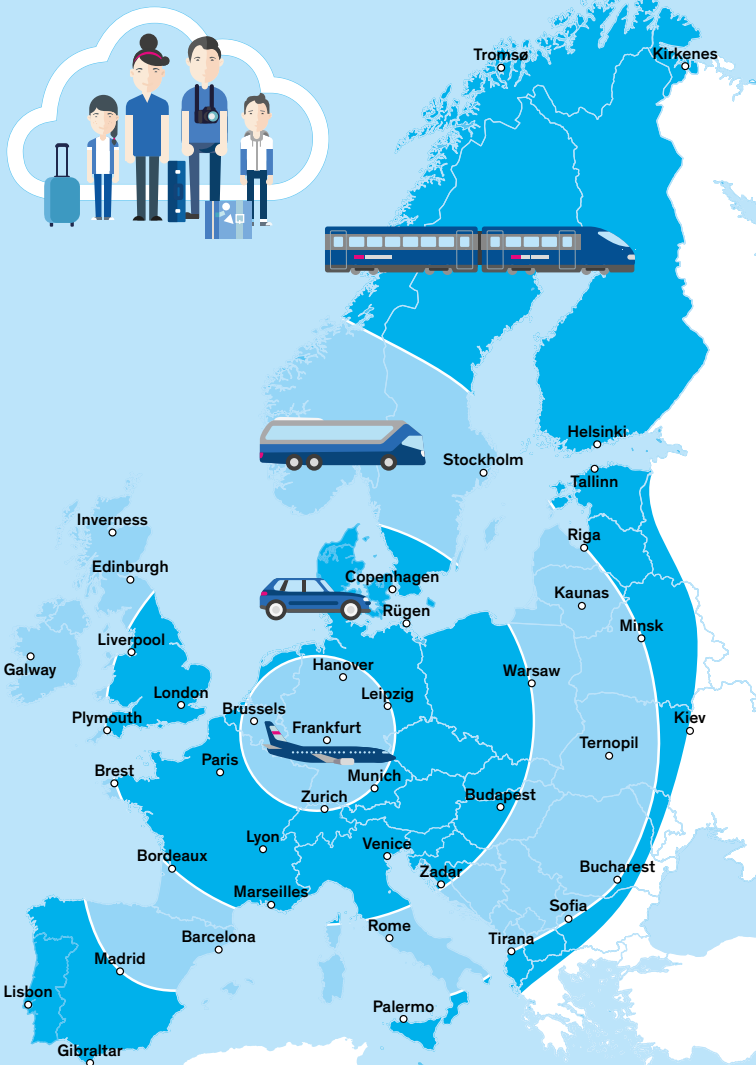 Tromsø
Kirkenes
Helsinki
Stockholm
Tallinn
Inverness
Riga
Edinburgh
Copenhagen
Kaunas
Rügen
Minsk
Liverpool
Galway
Hanover
Warsaw
London
Leipzig
Brussels
Plymouth
Frankfurt
Kiev
Ternopil
Paris
Brest
Munich
Zurich
Budapest
Lyon
Venice
Bordeaux
Zadar
Bucharest
Marseilles
Sofia
Rome
Barcelona
Tirana
Madrid
Lisbon
Palermo
Gibraltar